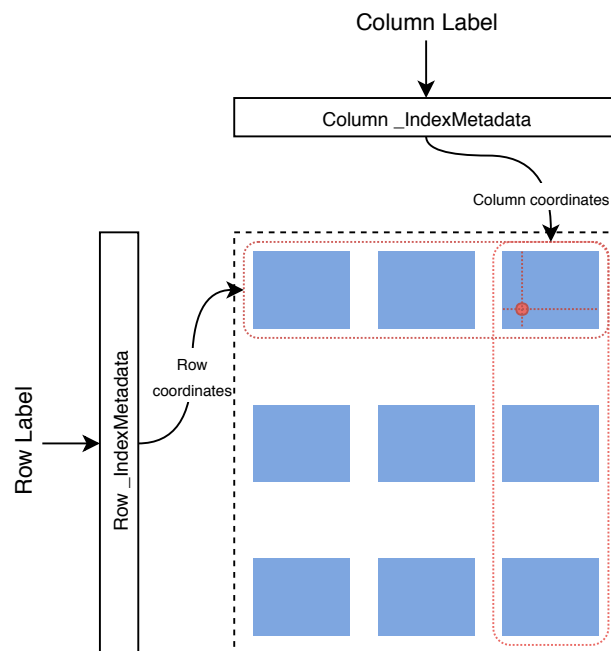 Column Label
Column _IndexMetadata
Column coordinates
Row
coordinates
Row _IndexMetadata
Row Label